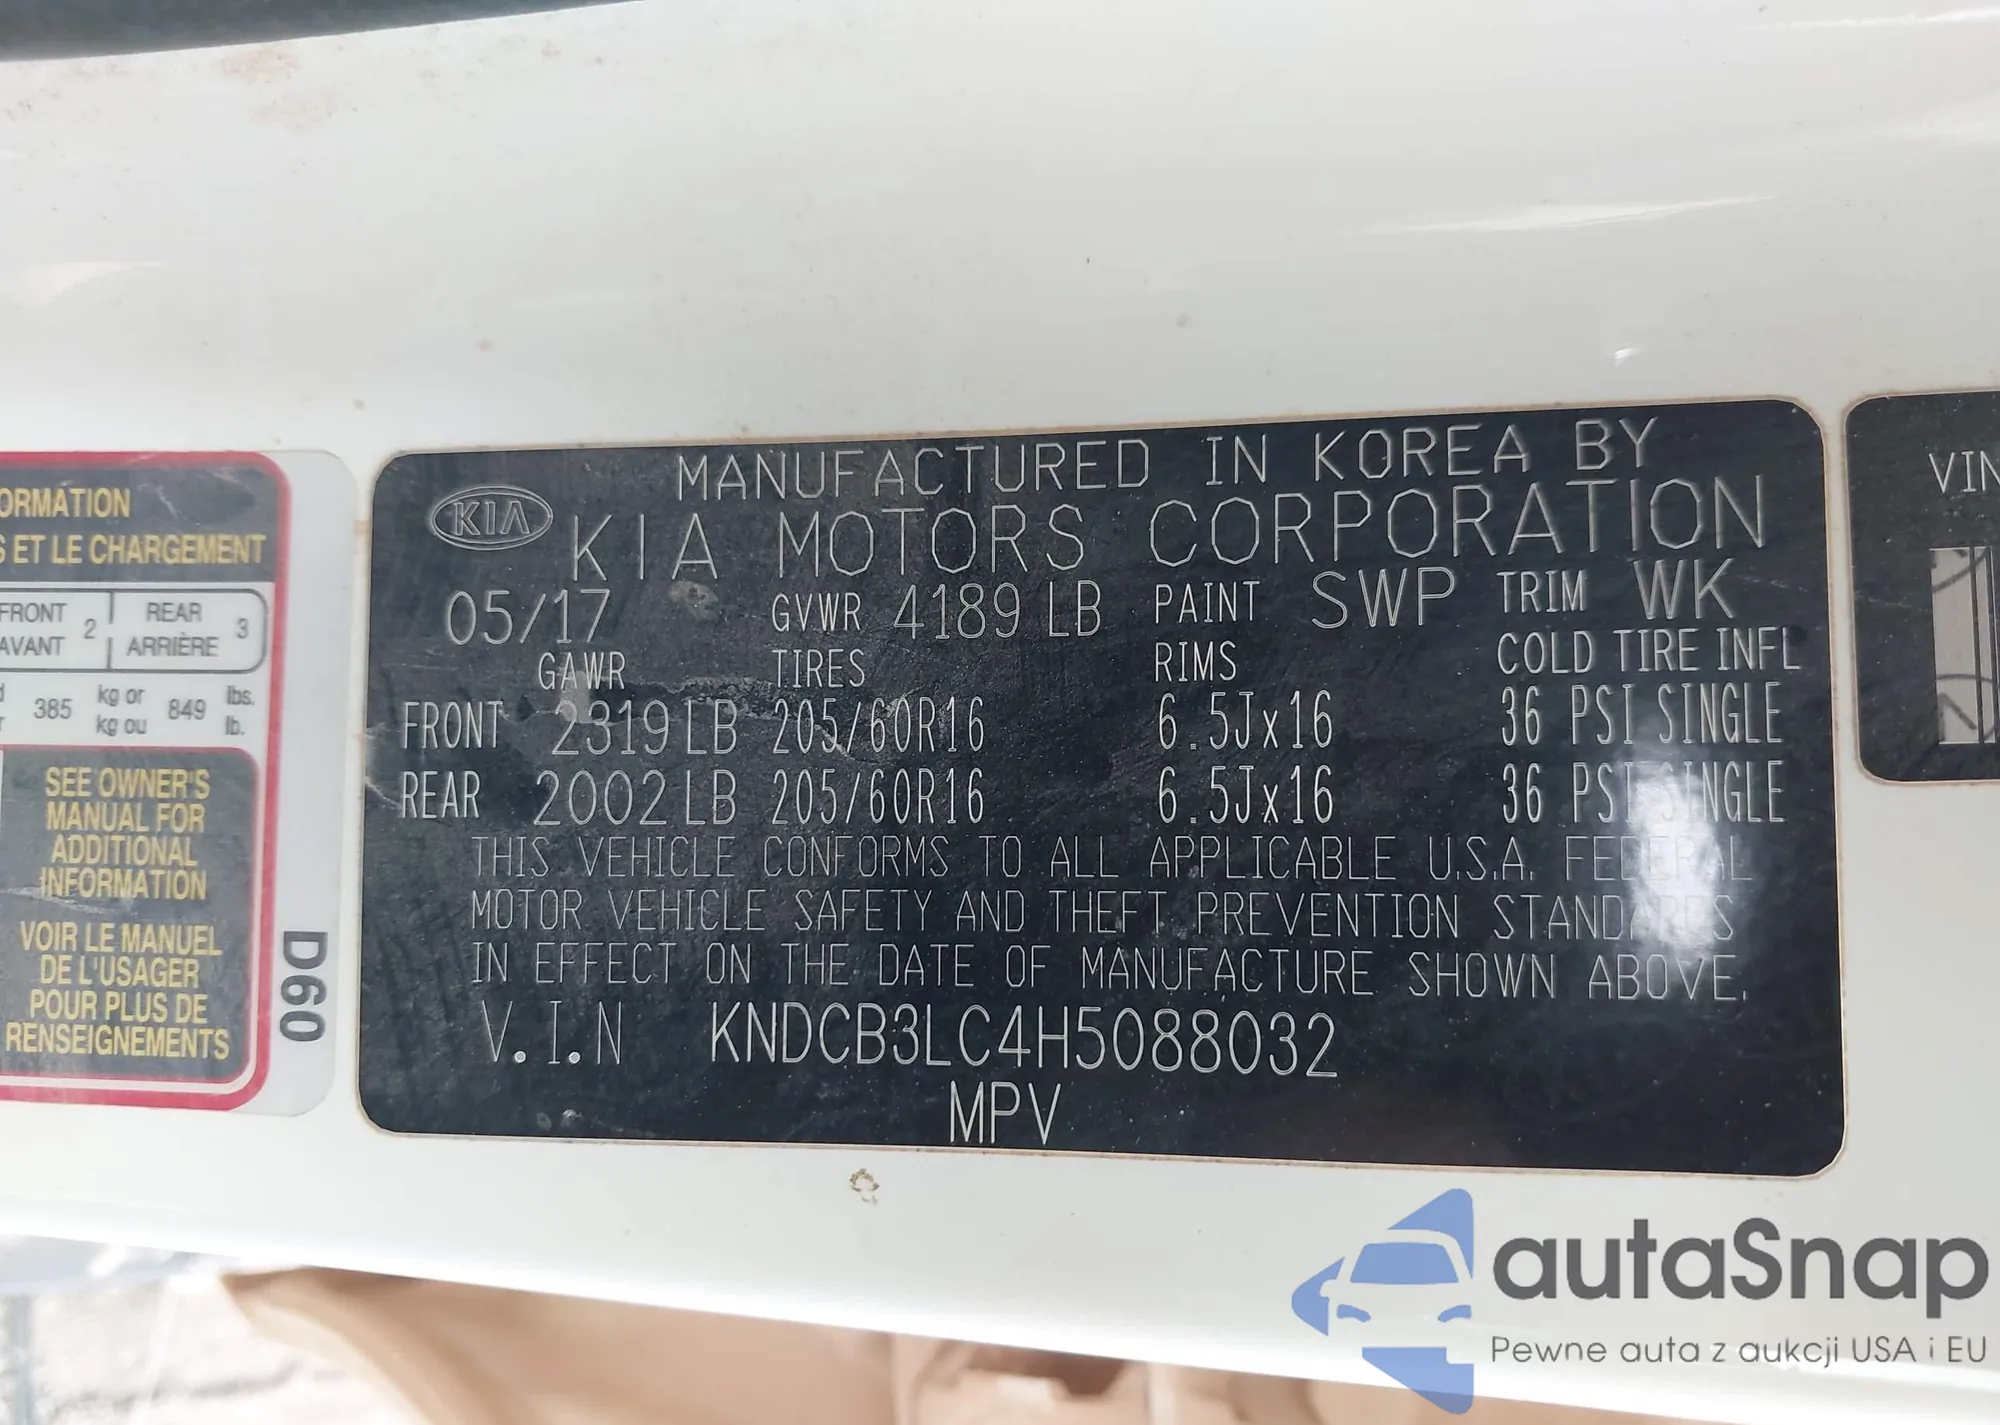 ORMATION
S ET LE CHARGEMENT
FRONT 2 REAR 3
AVANT ARRIÈRE
385 kg or 849 lbs.
kg ou lb.
SEE OWNER'S
MANUAL FOR
ADDITIONAL
INFORMATION
VOIR LE MANUEL
DE L'USAGER
POUR PLUS DE
RENSEIGNEMENTS
D60
MANUFACTURED IN KOREA BY
KIA KIA MOTORS CORPORATION
05/17 GVWR 4189 LB PAINT SWP TRIM WK
GAWR TIRES RIMS COLD TIRE INFL
FRONT 2319 LB 205/60R16 6.5Jx16 36 PSI SINGLE
REAR 2002 LB 205/60R16 6.5Jx16 36 PSI SINGLE
THIS VEHICLE CONFORMS TO ALL APPLICABLE U.S.A. FEDERAL
MOTOR VEHICLE SAFETY AND THEFT PREVENTION STANDARDS
IN EFFECT ON THE DATE OF MANUFACTURE SHOWN ABOVE.
V.I.N KNDCB3LC4H5088032
MPV
VIN
autaSnap
Pewne auta z aukcji USA i EU